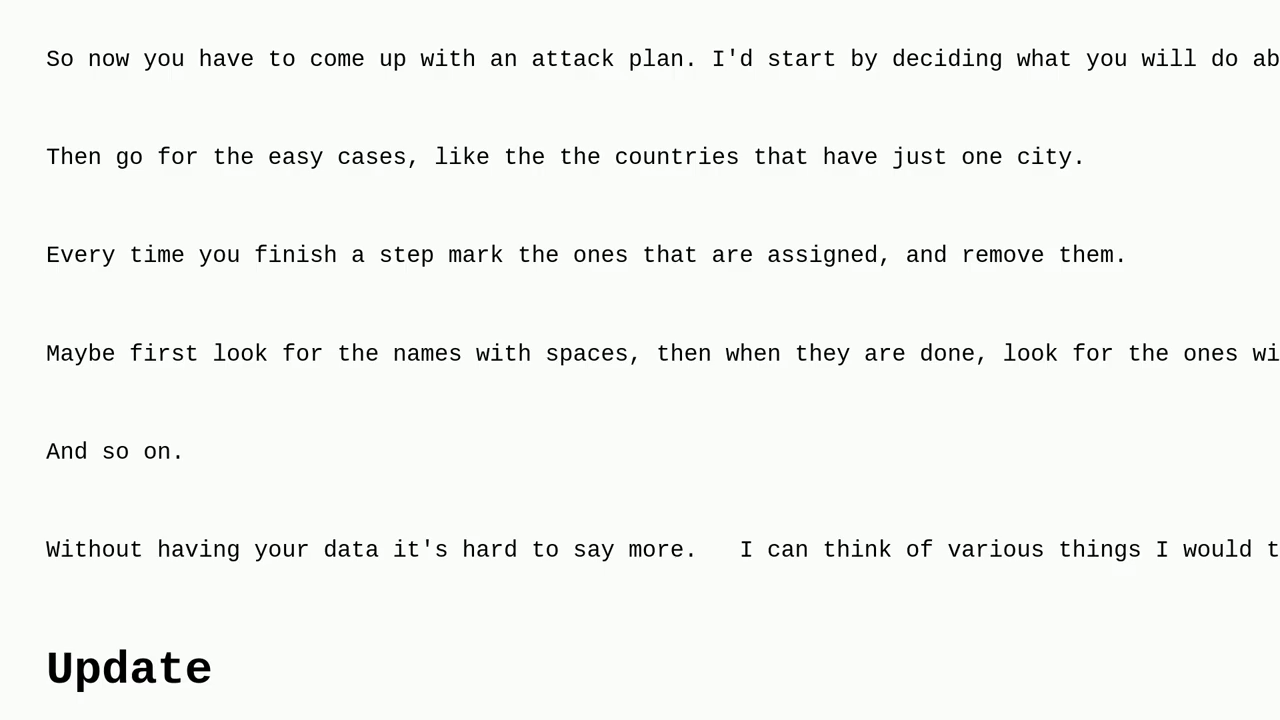 So now you have to come up with an attack plan. I'd start by deciding what you will do ab
Then go for the easy cases, like the the countries that have just one city.
Every time you finish a step mark the ones that are assigned, and remove them.
Maybe first look for the names with spaces, then when they are done, look for the ones wi
And so on.
Without having your data it's hard to say more.   I can think of various things I would t
Update